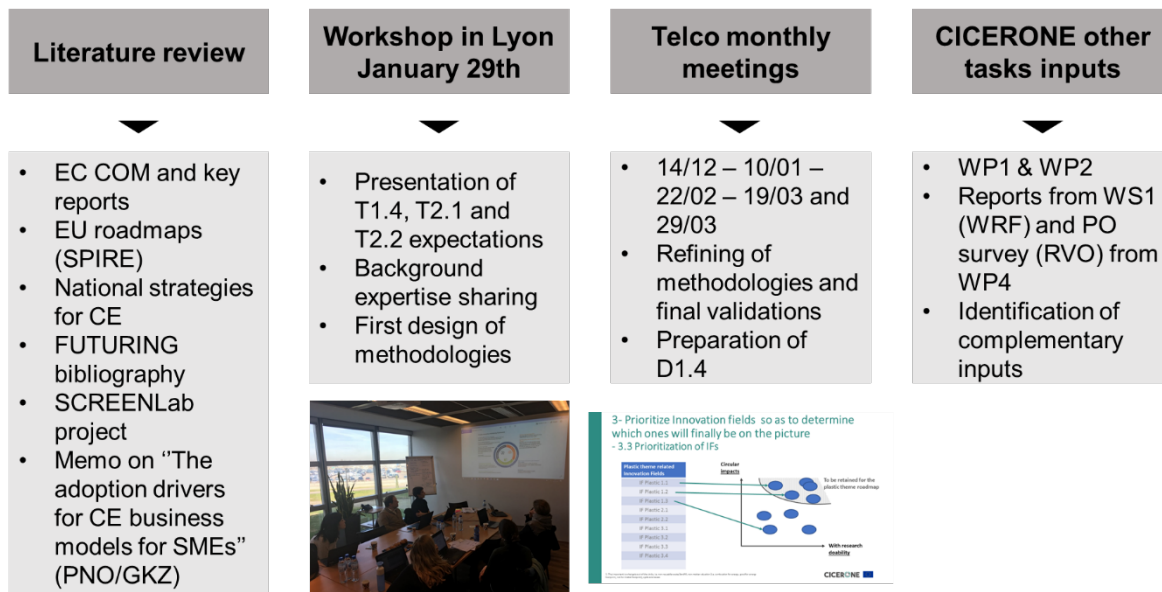 Literature review
Workshop in Lyon
January 29th
Telco monthly
meetings
CICERONE other
tasks inputs
• EC COM and key
reports
• EU roadmaps
(SPIRE)
• National strategies
for CE
• FUTURING
bibliography
• SCREENLab
project
• Memo on ‘’The
adoption drivers
for CE business
models for SMEs’’
(PNO/GKZ)
• Presentation of
T1.4, T2.1 and
T2.2 expectations
• Background
expertise sharing
• First design of
methodologies
• 14/12 – 10/01 –
22/02 – 19/03 and
29/03
• Refining of
methodologies and
final validations
• Preparation of
D1.4
• WP1 & WP2
• Reports from WS1
(WRF) and PO
survey (RVO) from
WP4
• Identification of
complementary
inputs
3- Prioritize Innovation fields so as to determine
which ones will finally be on the picture
- 3.3 Prioritization of IFs
Plastic theme related
Innovation Fields
IF Plastic 1.1
IF Plastic 1.2
IF Plastic 1.3
IF Plastic 2.1
IF Plastic 2.2
IF Plastic 3.1
IF Plastic 3.2
IF Plastic 3.3
IF Plastic 3.4
Circular
impacts
To be retained for the
plastic theme roadmap
With research
doability
CICERONE